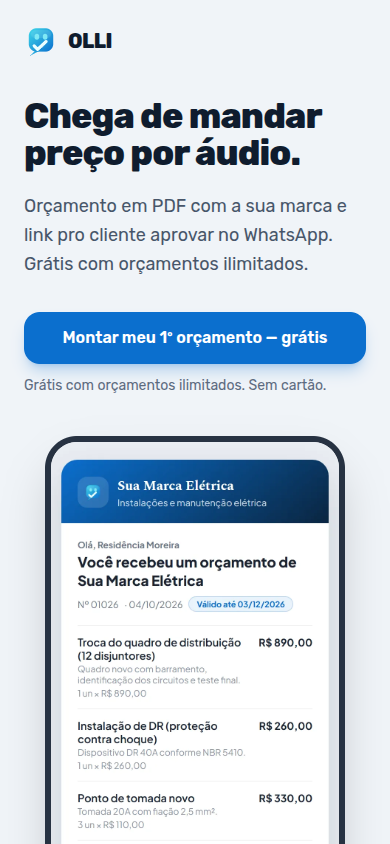 OLLI
Chega de mandar
preço por áudio.
Orçamento em PDF com a sua marca e
link pro cliente aprovar no WhatsApp.
Grátis com orçamentos ilimitados.
Montar meu 1º orçamento — grátis
Grátis com orçamentos ilimitados. Sem cartão.
Sua Marca Elétrica
Instalações e manutenção elétrica
Olá, Residência Moreira
Você recebeu um orçamento de
Sua Marca Elétrica
Nº 01026 · 04/10/2026 Válido até 03/12/2026
Troca do quadro de distribuição R$ 890,00
(12 disjuntores)
Quadro novo com barramento,
identificação dos circuitos e teste final.
1 un × R$ 890,00
Instalação de DR (proteção R$ 260,00
contra choque)
Dispositivo DR 40A conforme NBR 5410.
1 un × R$ 260,00
Ponto de tomada novo R$ 330,00
Tomada 20A com fiação 2,5 mm².
3 un × R$ 110,00